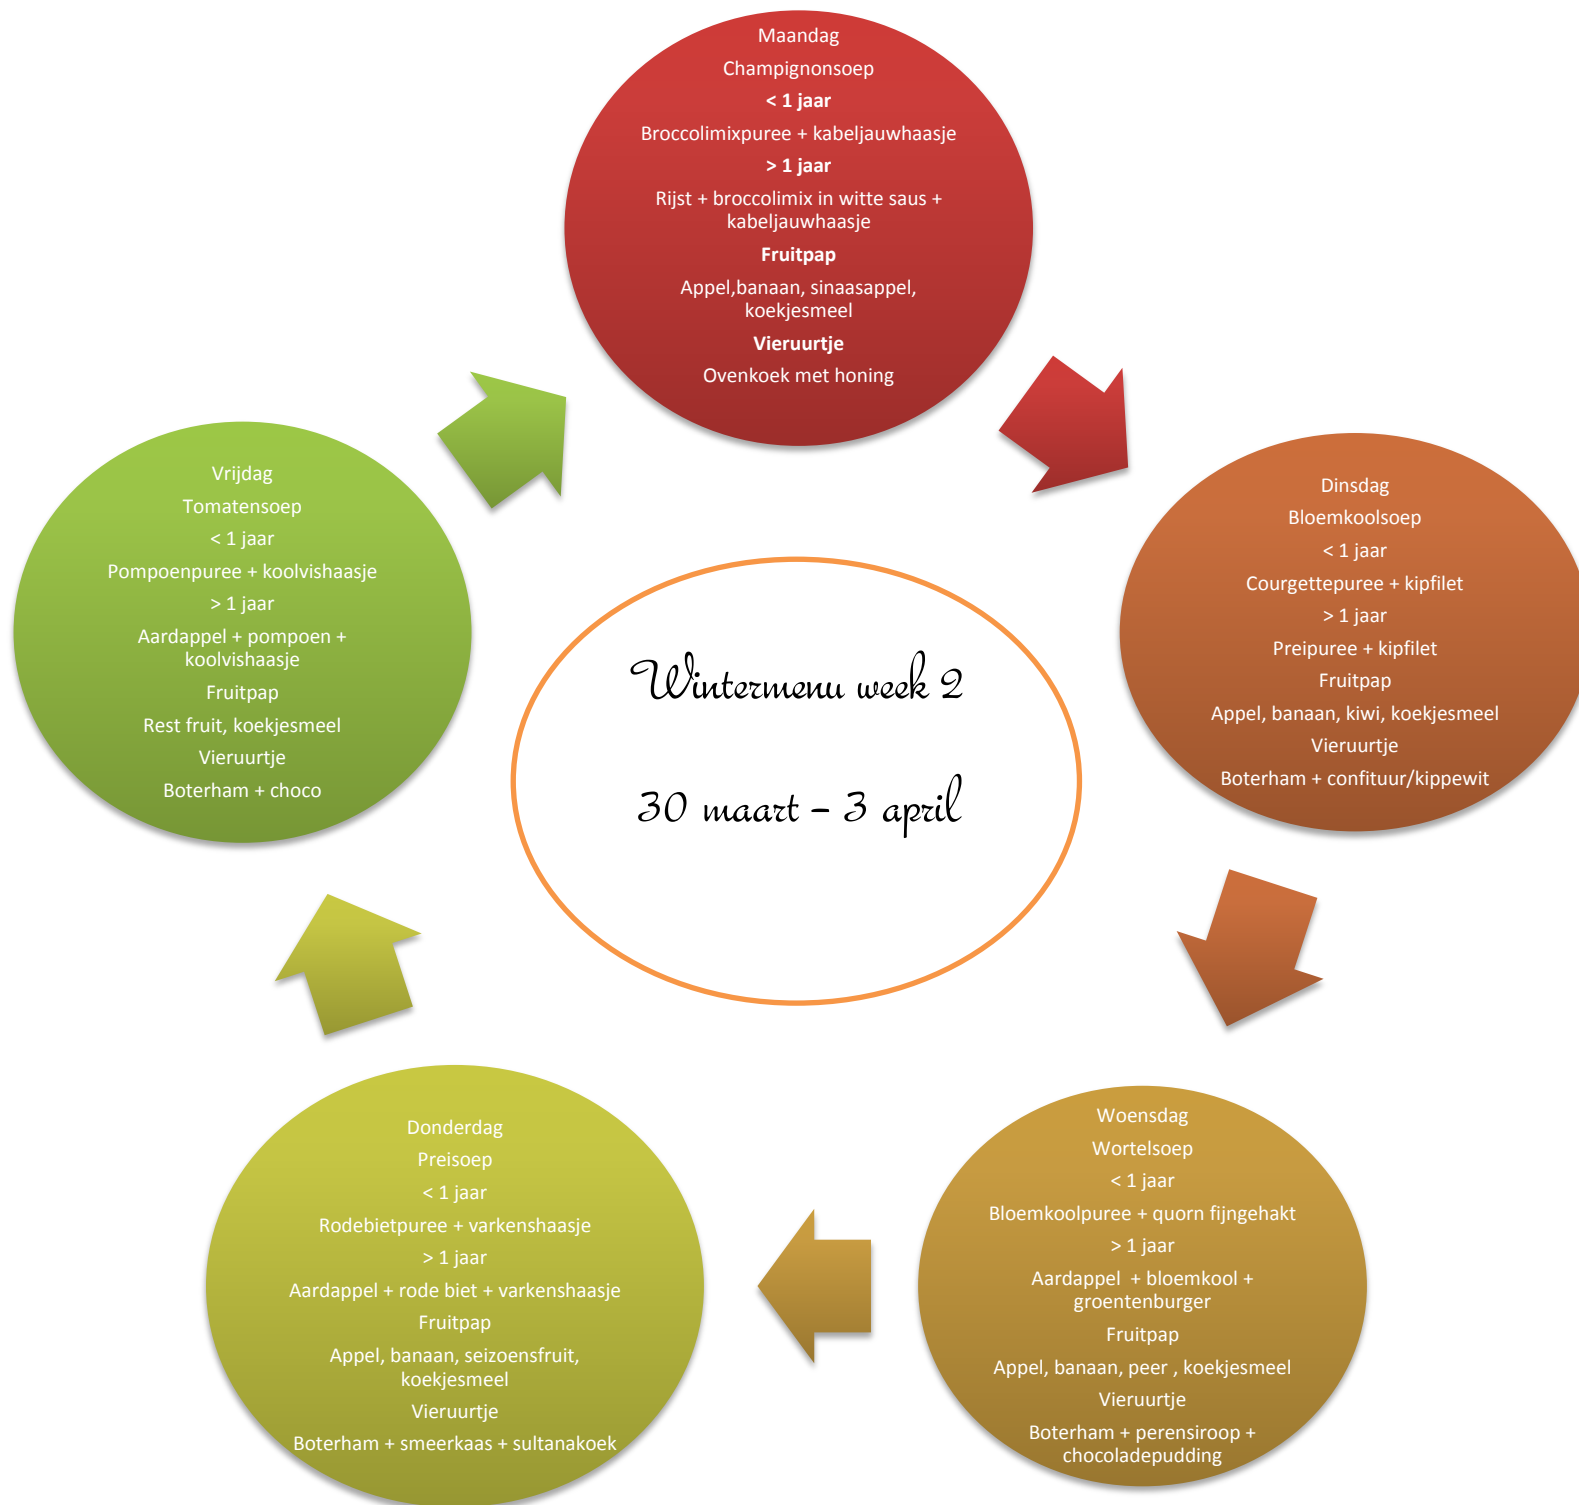 Maandag
Champignonsoep
< 1 jaar
Broccolimixpuree + kabeljauwhaasje
> 1 jaar
Rijst + broccolimix in witte saus +
kabeljauwhaasje
Fruitpap
Appel,banaan, sinaasappel,
koekjesmeel
Vieruurtje
Ovenkoek met honing
Dinsdag
Bloemkoolsoep
< 1 jaar
Courgettepuree + kipfilet
> 1 jaar
Preipuree + kipfilet
Fruitpap
Appel, banaan, kiwi, koekjesmeel
Vieruurtje
Boterham + confituur/kippewit
Woensdag
Wortelsoep
< 1 jaar
Bloemkoolpuree + quorn fijngehakt
> 1 jaar
Aardappel + bloemkool +
groentenburger
Fruitpap
Appel, banaan, peer , koekjesmeel
Vieruurtje
Boterham + perensiroop +
chocoladepudding
Donderdag
Preisoep
< 1 jaar
Rodebietpuree + varkenshaasje
> 1 jaar
Aardappel + rode biet + varkenshaasje
Fruitpap
Appel, banaan, seizoensfruit,
koekjesmeel
Vieruurtje
Boterham + smeerkaas + sultanakoek
Vrijdag
Tomatensoep
< 1 jaar
Pompoenpuree + koolvishaasje
> 1 jaar
Aardappel + pompoen +
koolvishaasje
Fruitpap
Rest fruit, koekjesmeel
Vieruurtje
Boterham + choco
Wintermenu week 2
30 maart – 3 april